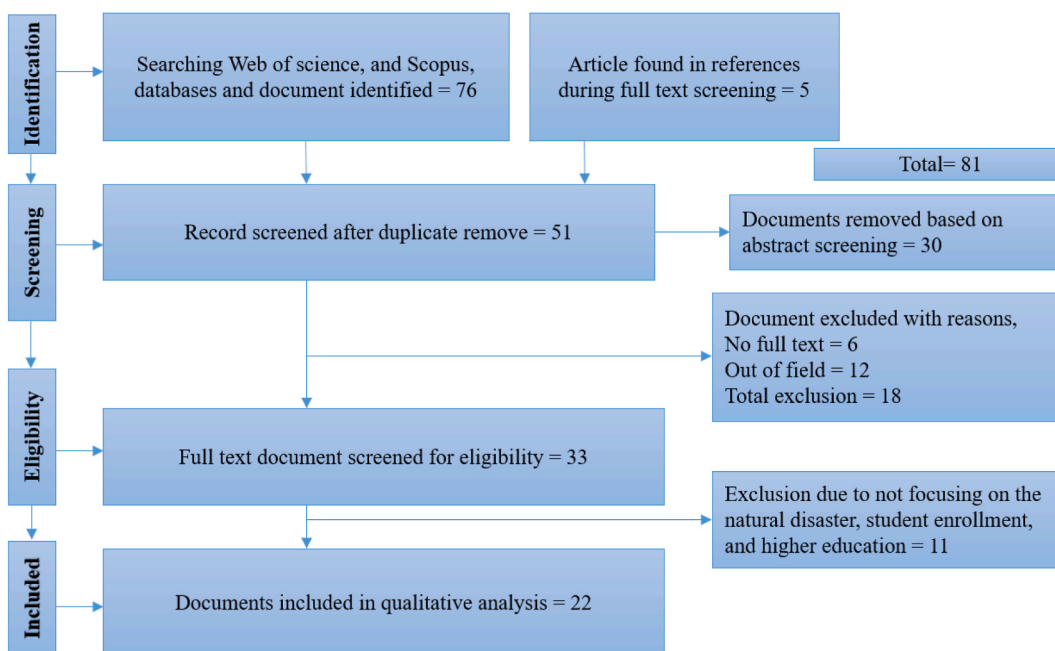 Identification
Searching Web of science, and Scopus,
databases and document identified = 76
Article found in references
during full text screening = 5
Total= 81
Screening
Record screened after duplicate remove = 51
Documents removed based on
abstract screening = 30
Document excluded with reasons,
No full text = 6
Out of field = 12
Total exclusion = 18
Eligibility
Full text document screened for eligibility = 33
Exclusion due to not focusing on the
natural disaster, student enrollment,
and higher education = 11
Included
Documents included in qualitative analysis = 22